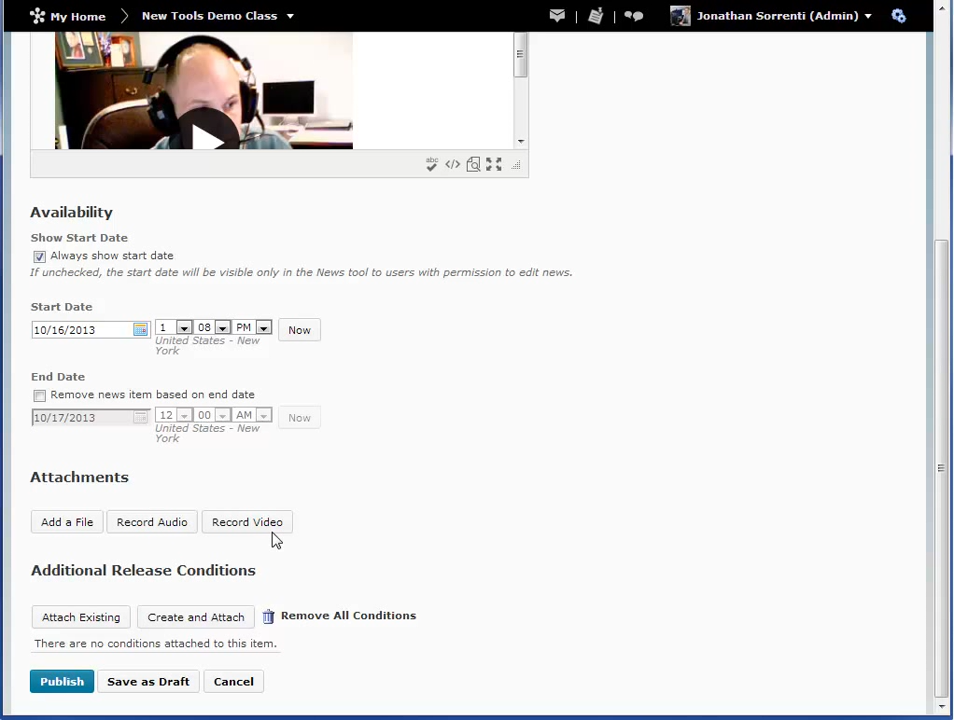 My Home New Tools Demo Class Jonathan Sorrenti (Admin)
abc
Availability
Show Start Date
Always show start date
If unchecked, the start date will be visible only in the News tool to users with permission to edit news.
Start Date
10/16/2013 1 08 PM Now
United States - New
York
End Date
Remove news item based on end date
10/17/2013 12 00 AM Now
United States - New
York
Attachments
Add a File Record Audio Record Video
Additional Release Conditions
Attach Existing Create and Attach Remove All Conditions
There are no conditions attached to this item.
Publish Save as Draft Cancel